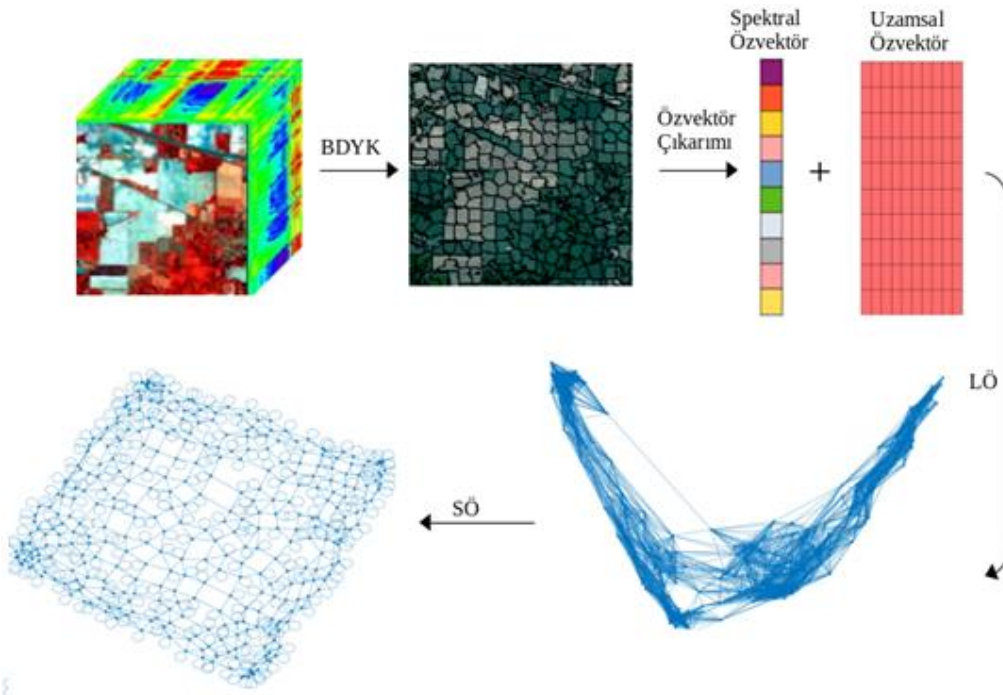 Spektral
Özvektör
Uzamsal
Özvektör
BDYK
Özvektör
Çıkarımı
+
LÖ
SÖ